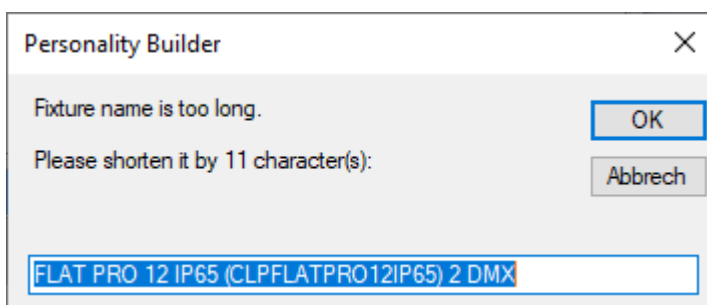 Personality Builder
Fixture name is too long.
OK
Please shorten it by 11 character(s):
Abbrech
FLAT PRO 12 IP65 (CLPFLATPRO12IP65) 2 DMX